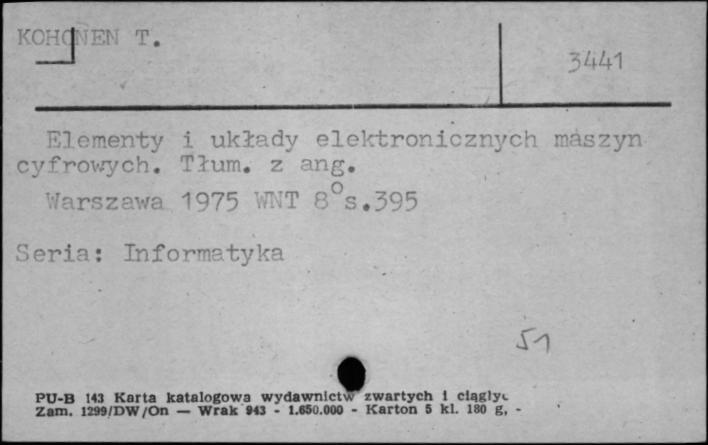 KOHONEN T.
3441
Elementy i układy elektronicznych maszyn
cyfrowych. Tłum. z ang.
Warszawa 1975 WNT 8°s.395
Seria: Informatyka
51
PU-B 143 Karta katalogowa wydawnictw zwartych i ciągłyc
Zam. 1299/DW/On — Wrak 943 - 1.650.000 - Karton 5 kl. 180 g, -